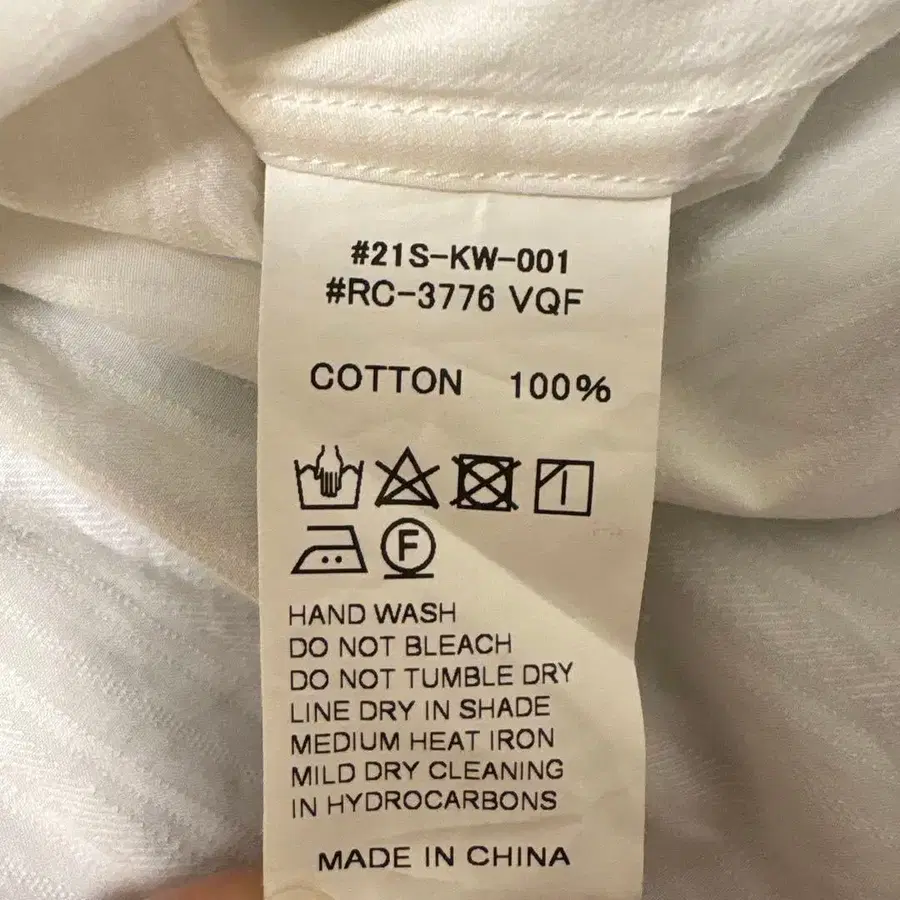 #21S-KW-001
#RC-3776 VQF
COTTON 100%
F
HAND WASH
DO NOT BLEACH
DO NOT TUMBLE DRY
LINE DRY IN SHADE
MEDIUM HEAT IRON
MILD DRY CLEANING
IN HYDROCARBONS
MADE IN CHINA